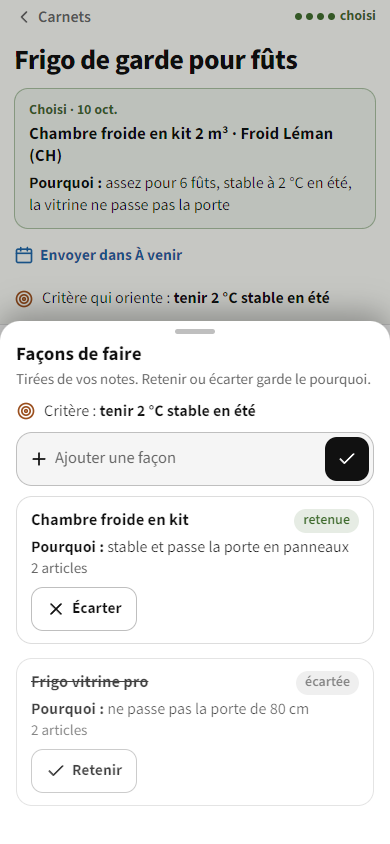 Carnets
choisi
Frigo de garde pour fûts
Choisi · 10 oct.
Chambre froide en kit 2 m³ · Froid Léman
(CH)
Pourquoi : assez pour 6 fûts, stable à 2 °C en été,
la vitrine ne passe pas la porte
Envoyer dans À venir
Critère qui oriente : tenir 2 °C stable en été
Façons de faire
Tirées de vos notes. Retenir ou écarter garde le pourquoi.
Critère : tenir 2 °C stable en été
Ajouter une façon
Chambre froide en kit
retenue
Pourquoi : stable et passe la porte en panneaux
2 articles
Écarter
Frigo vitrine pro
écartée
Pourquoi : ne passe pas la porte de 80 cm
2 articles
Retenir